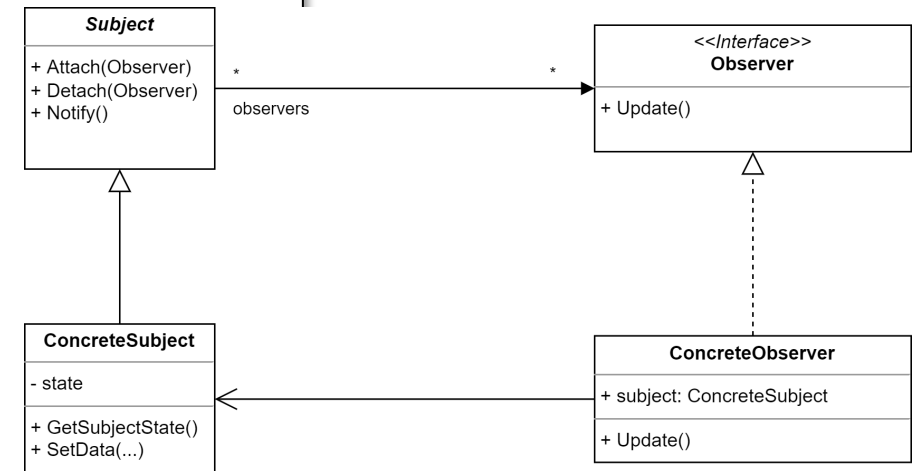 Subject
+ Attach(Observer)
+ Detach(Observer)
+ Notify()
*
*
observers
<<Interface>>
Observer
+ Update()
ConcreteSubject
- state
+ GetSubjectState()
+ SetData(...)
ConcreteObserver
+ subject: ConcreteSubject
+ Update()